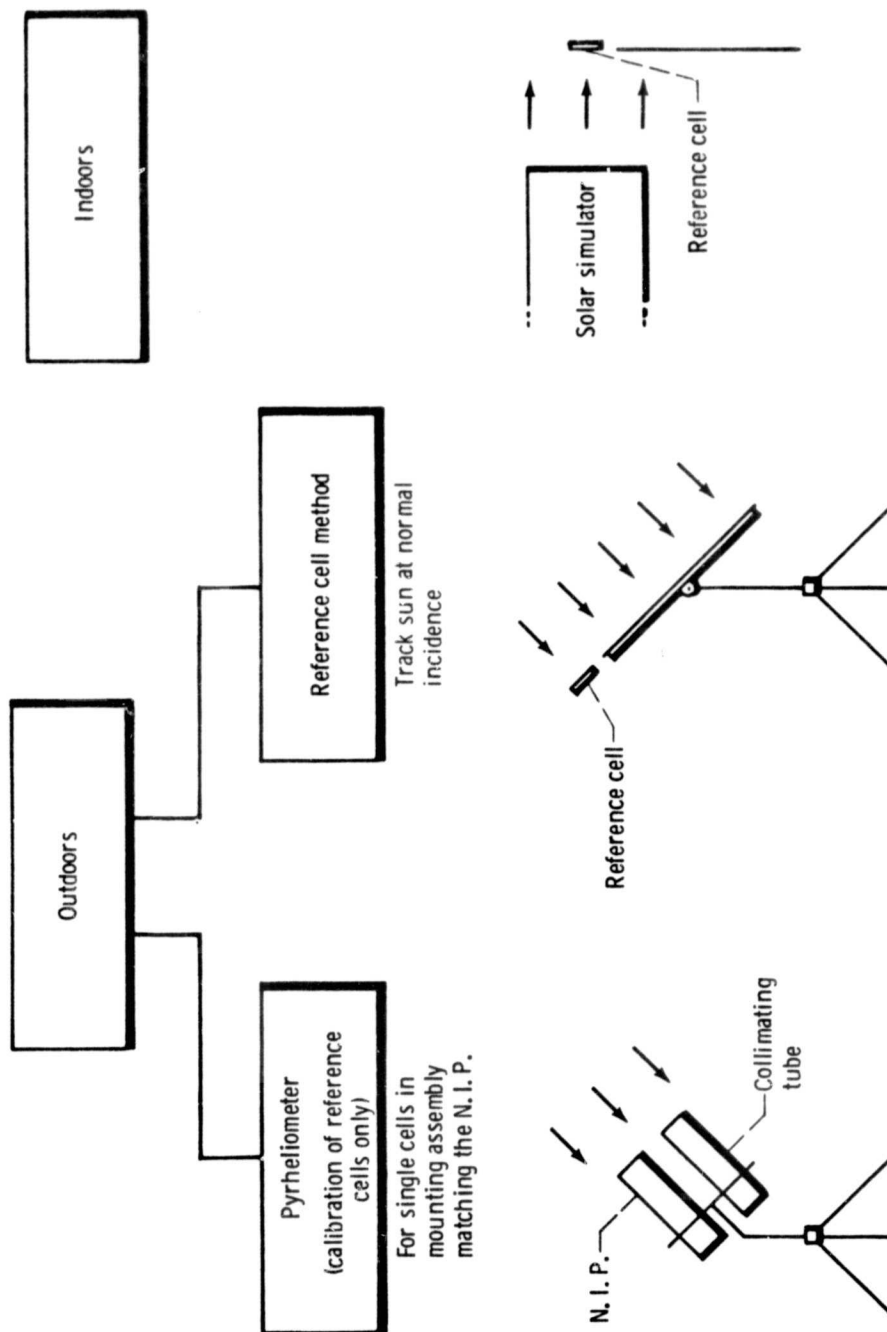 Outdoors
Indoors
Pyrheliometer
(calibration of reference
cells only)
For single cells in
mounting assembly
matching the N. I. P.
Reference cell method
Track sun at normal
incidence
N. I. P.
Collimating
tube
Reference cell
Solar simulator
Reference cell